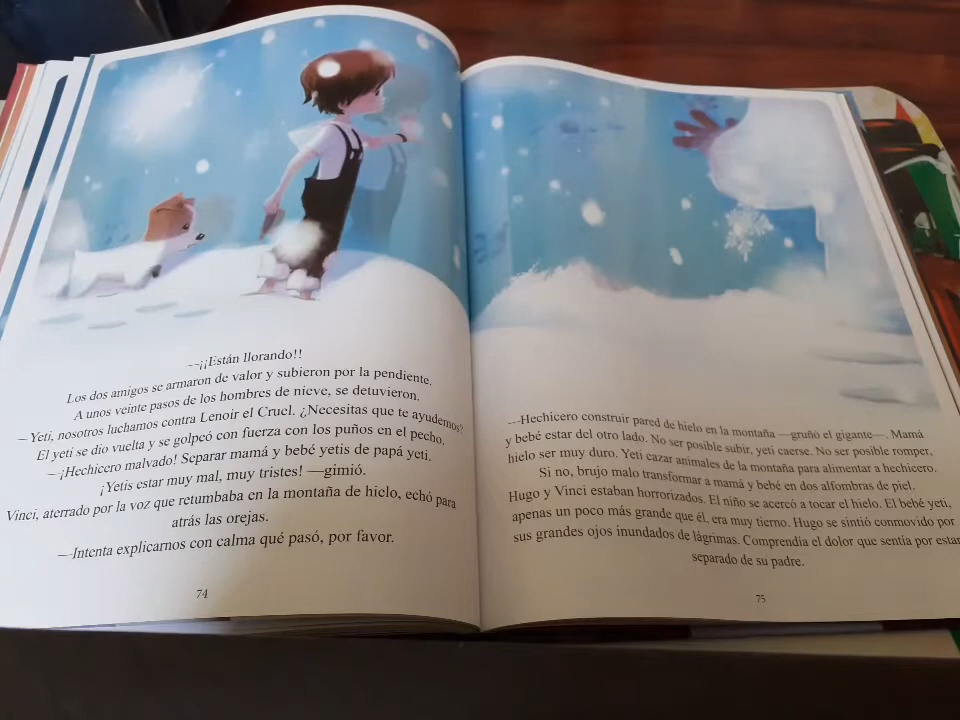 —¡¡Están llorando!!
Los dos amigos se armaron de valor y subieron por la pendiente.
A unos veinte pasos de los hombres de nieve, se detuvieron.
—Yeti, nosotros luchamos contra Lenoir el Cruel. ¿Necesitas que te ayudemos?
El yeti se dio vuelta y se golpeó con fuerza con los puños en el pecho.
—¡Hechicero malvado! Separar mamá y bebé yetis de papá yeti.
¡Yetis estar muy mal, muy tristes! —gimió.
Vinci, aterrado por la voz que retumbaba en la montaña de hielo, echó para
atrás las orejas.
—Intenta explicarnos con calma qué pasó, por favor.
74
—Hechicero construir pared de hielo en la montaña —gruñó el gigante—. Mamá
y bebé estar del otro lado. No ser posible subir, yeti caerse. No ser posible romper,
hielo ser muy duro. Yeti cazar animales de la montaña para alimentar a hechicero.
Si no, brujo malo transformar a mamá y bebé en dos alfombras de piel.
Hugo y Vinci estaban horrorizados. El niño se acercó a tocar el hielo. El bebé yeti,
apenas un poco más grande que él, era muy tierno. Hugo se sintió conmovido por
sus grandes ojos inundados de lágrimas. Comprendía el dolor que sentía por estar
separado de su padre.
75